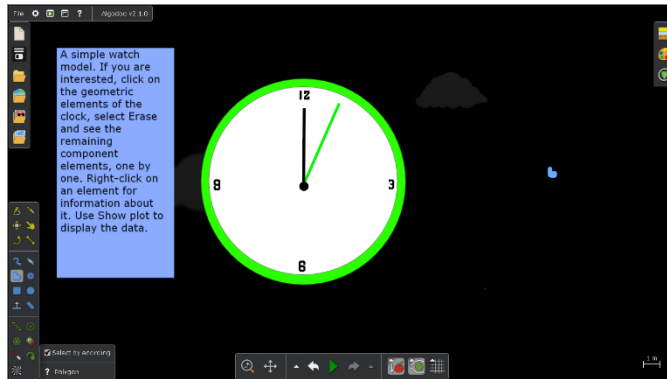 File ? Algodoo v2.1.0
A simple watch
model. If you are
interested, click on
the geometric
elements of the
clock, select Erase
and see the
remaining
component
elements, one by
one. Right-click on
an element for
information about
it. Use Show plot to
display the data.
12
9 3
6
Select by encircling
? Polygon
1 m